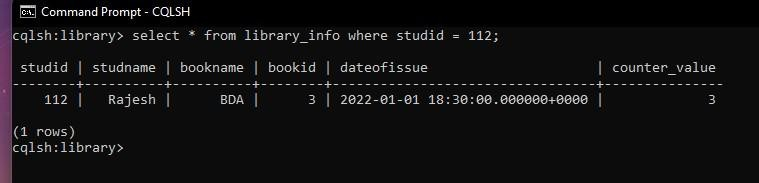 Command Prompt - CQLSH
cqlsh:library> select * from library_info where studid = 112;
studid | studname | bookname | bookid | dateofissue | counter_value
--------+----------+----------+--------+---------------------------------+---------------
112 | Rajesh | BDA | 3 | 2022-01-01 18:30:00.000000+0000 | 3
(1 rows)
cqlsh:library>